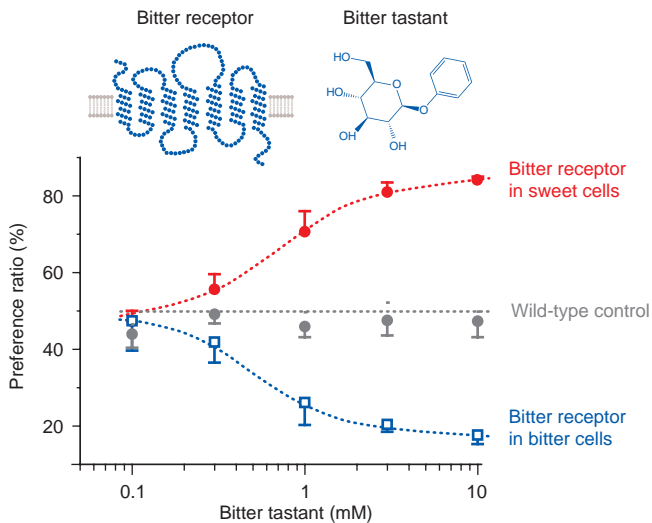 Bitter receptor
Bitter tastant
HO
HO
HO
OH
O
O
Preference ratio (%)
80
60
40
20
0.1
1
10
Bitter tastant (mM)
Bitter receptor
in sweet cells
Wild-type control
Bitter receptor
in bitter cells